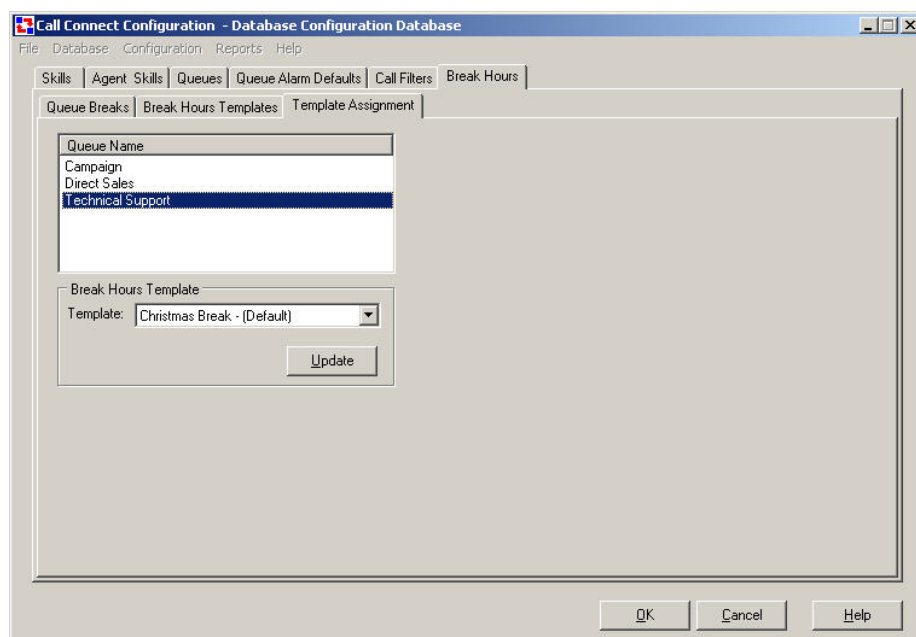 Call Connect Configuration - Database Configuration Database
File Database Configuration Reports Help
Skills Agent Skills Queues Queue Alarm Defaults Call Filters Break Hours
Queue Breaks Break Hours Templates Template Assignment
Queue Name
Campaign
Direct Sales
Technical Support
Break Hours Template
Template: Christmas Break - (Default)
Update
OK Cancel Help